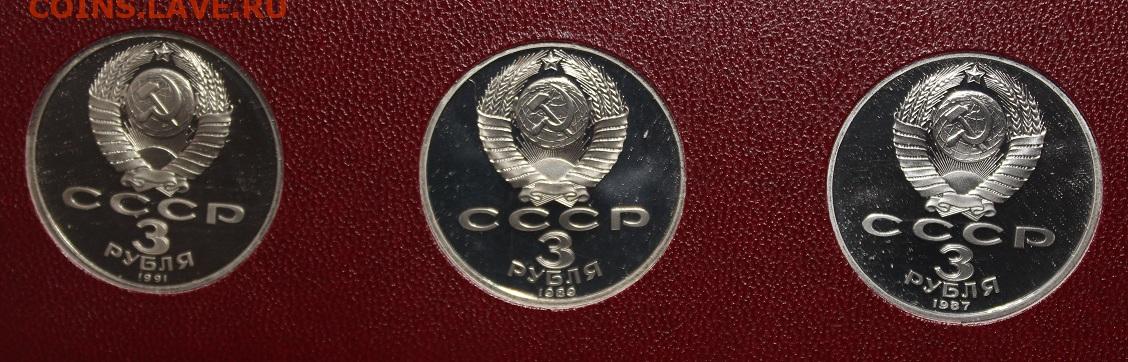 COINS.LAVE.RU
СССР
3
РУБЛЯ
1991
СССР
3
РУБЛЯ
1989
СССР
3
РУБЛЯ
1987